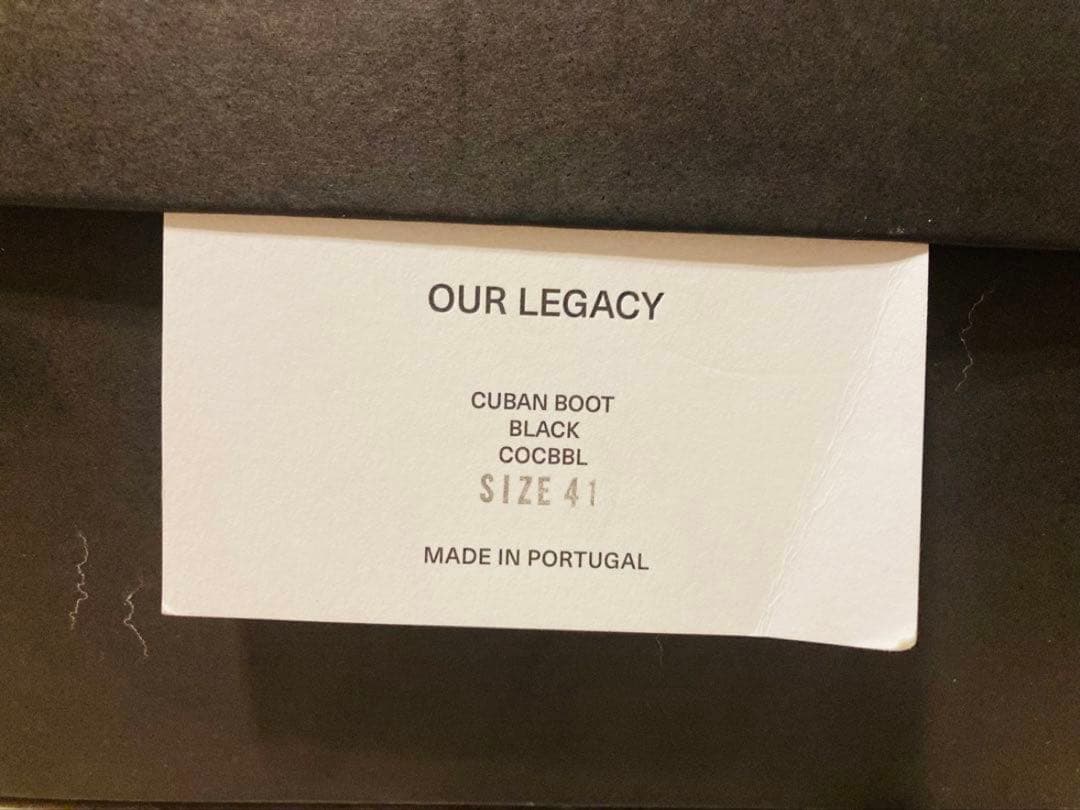 OUR LEGACY
CUBAN BOOT
BLACK
COCBBL
SIZE 41
MADE IN PORTUGAL